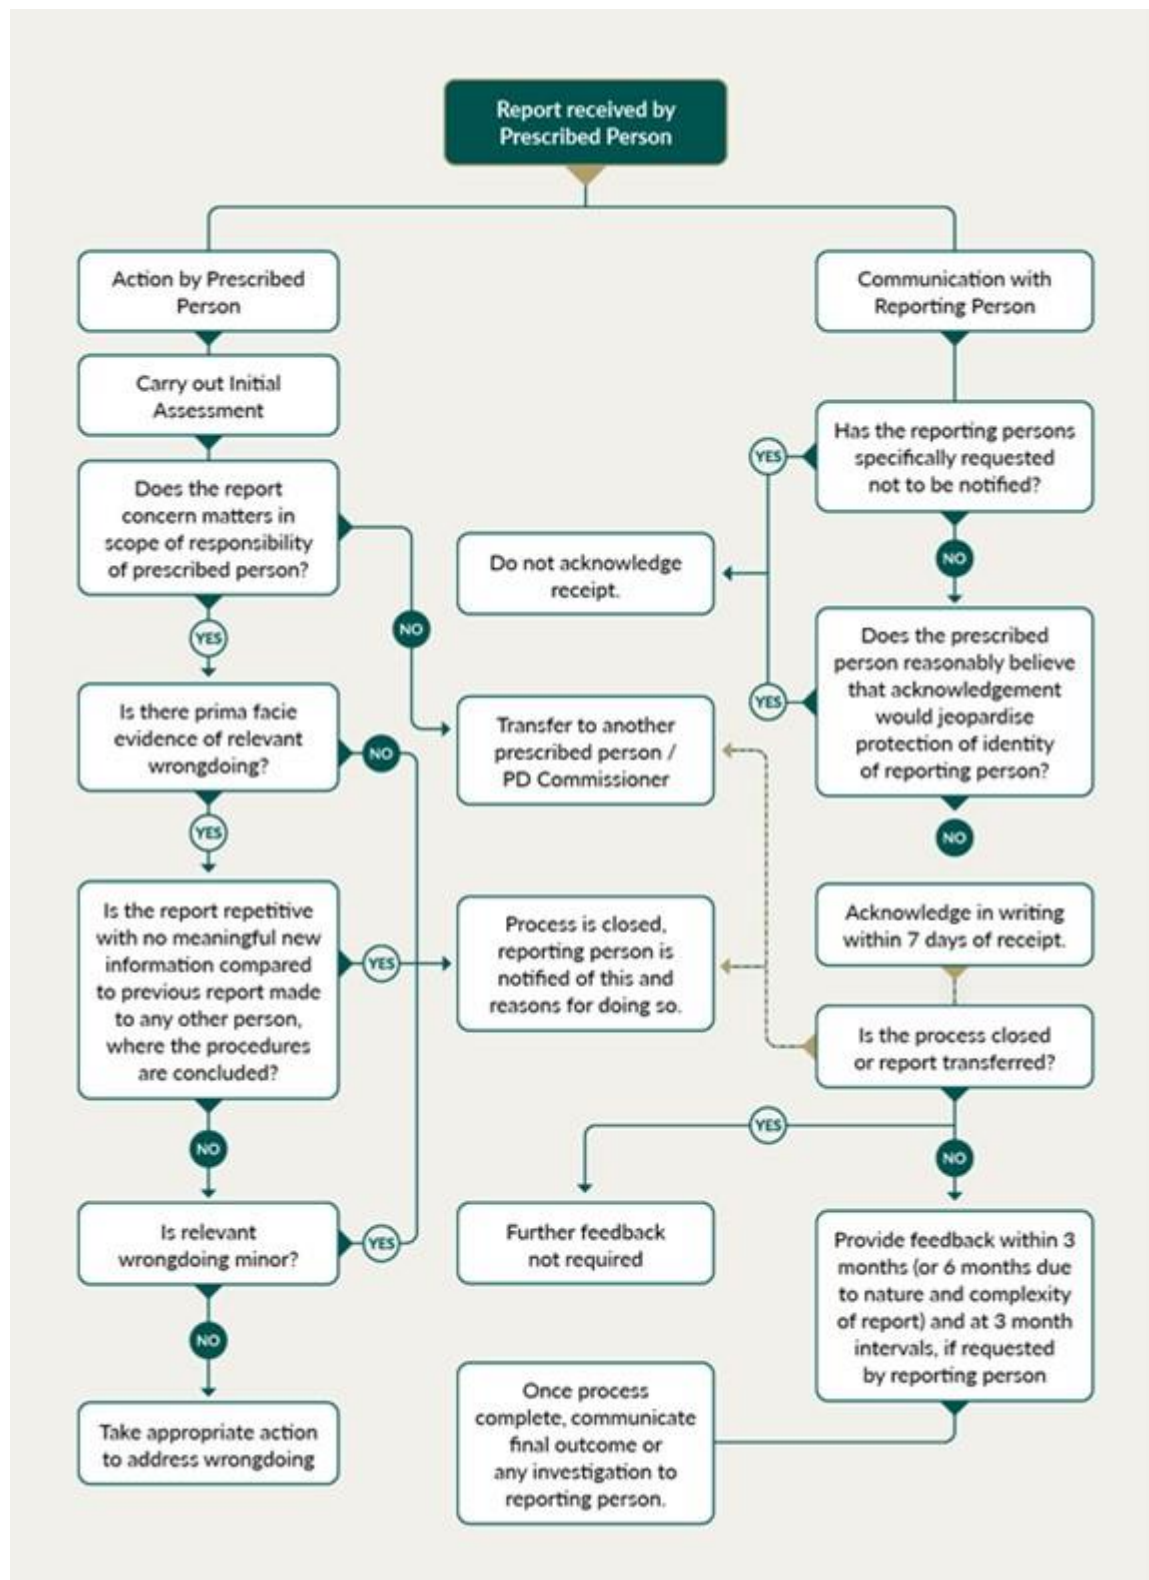 Report received by
Prescribed Person
Action by Prescribed
Person
Communication with
Reporting Person
Carry out Initial
Assessment
Has the reporting persons
specifically requested
not to be notified?
YES
NO
Does the report
concern matters in
scope of responsibility
of prescribed person?
Do not acknowledge
receipt.
NO
YES
Does the prescribed
person reasonably believe
that acknowledgement
would jeopardise
protection of identity
of reporting person?
YES
NO
Is there prima facie
evidence of relevant
wrongdoing?
NO
YES
Transfer to another
prescribed person /
PD Commissioner
Is the report repetitive
with no meaningful new
information compared
to previous report made
to any other person,
where the procedures
are concluded?
YES
NO
Process is closed,
reporting person is
notified of this and
reasons for doing so.
Acknowledge in writing
within 7 days of receipt.
Is the process closed
or report transferred?
YES
NO
Is relevant
wrongdoing minor?
YES
NO
Further feedback
not required
Provide feedback within 3
months (or 6 months due
to nature and complexity
of report) and at 3 month
intervals, if requested
by reporting person
Take appropriate action
to address wrongdoing
Once process
complete, communicate
final outcome or
any investigation to
reporting person.